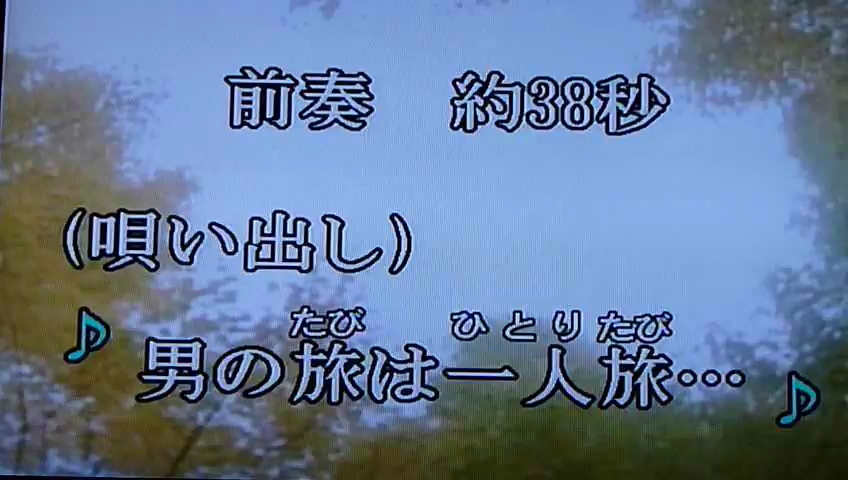 前奏　約38秒
(唄い出し)
たび ひとり たび
♪ 男の旅は一人旅… ♪